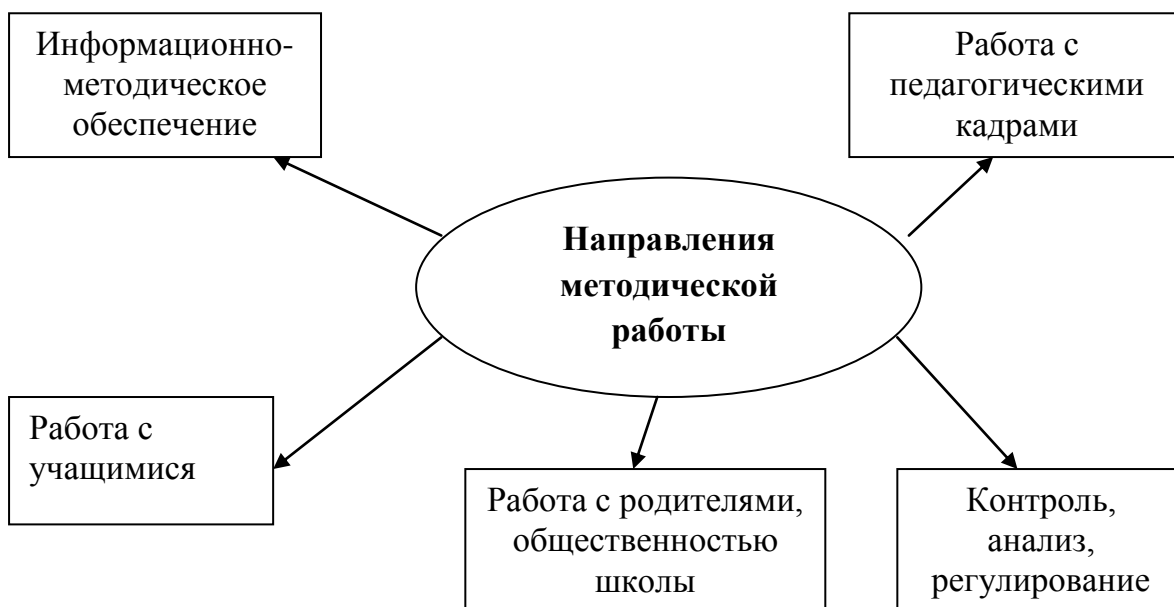 Информационно-
методическое
обеспечение
Работа с
педагогическими
кадрами
Направления
методической
работы
Работа с
учащимися
Работа с родителями,
общественностью
школы
Контроль,
анализ,
регулирование